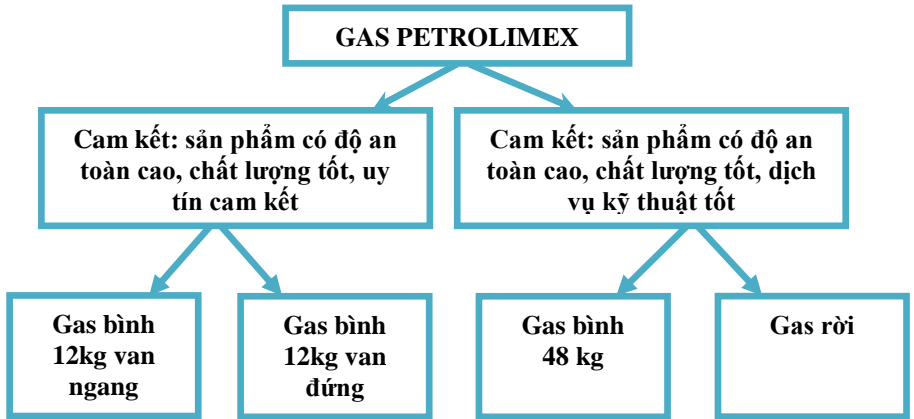 GAS PETROLIMEX
Cam kết: sản phẩm có độ an
toàn cao, chất lượng tốt, uy
tín cam kết
Cam kết: sản phẩm có độ an
toàn cao, chất lượng tốt, dịch
vụ kỹ thuật tốt
Gas bình
12kg van
ngang
Gas bình
12kg van
đứng
Gas bình
48 kg
Gas rời